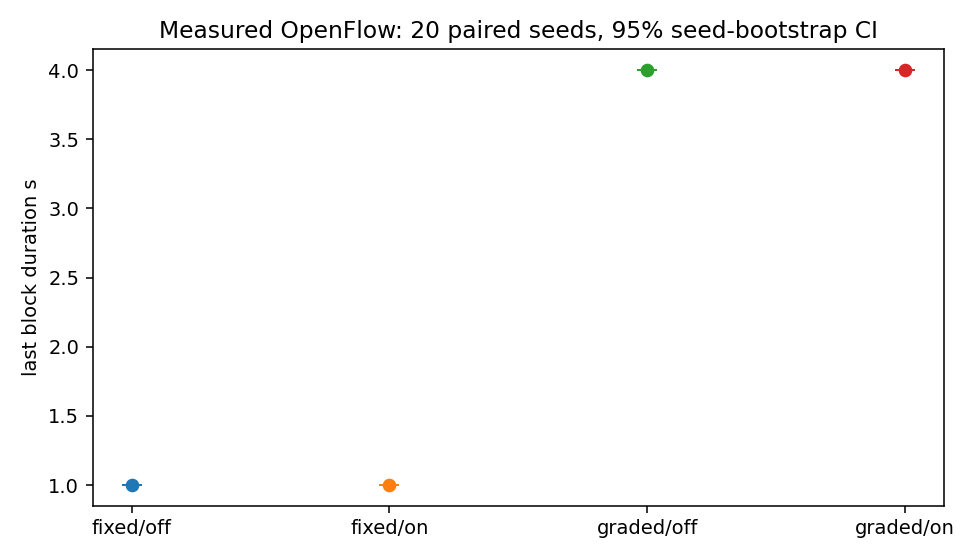 Measured OpenFlow: 20 paired seeds, 95% seed-bootstrap CI
last block duration s
4.0
3.5
3.0
2.5
2.0
1.5
1.0
fixed/off fixed/on graded/off graded/on